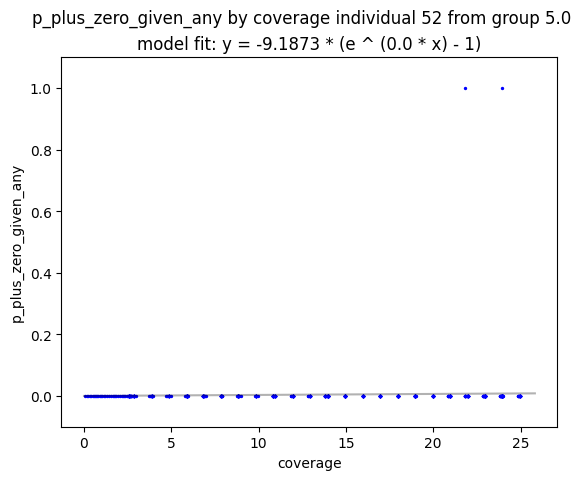 p_plus_zero_given_any by coverage individual 52 from group 5.0
model fit: y = -9.1873 * (e ^ (0.0 * x) - 1)
1.0
0.8
0.6
0.4
0.2
0.0
p_plus_zero_given_any
0 5 10 15 20 25
coverage